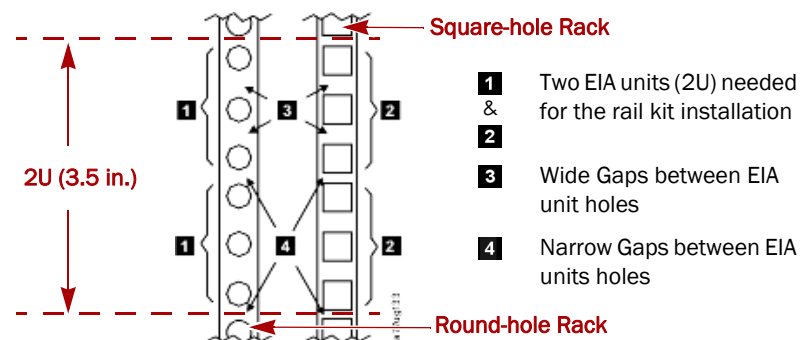 Square-hole Rack
1
&
2
Two EIA units (2U) needed
for the rail kit installation
1
3
2
2U (3.5 in.)
3
Wide Gaps between EIA
unit holes
1
4
2
4
Narrow Gaps between EIA
units holes
Round-hole Rack